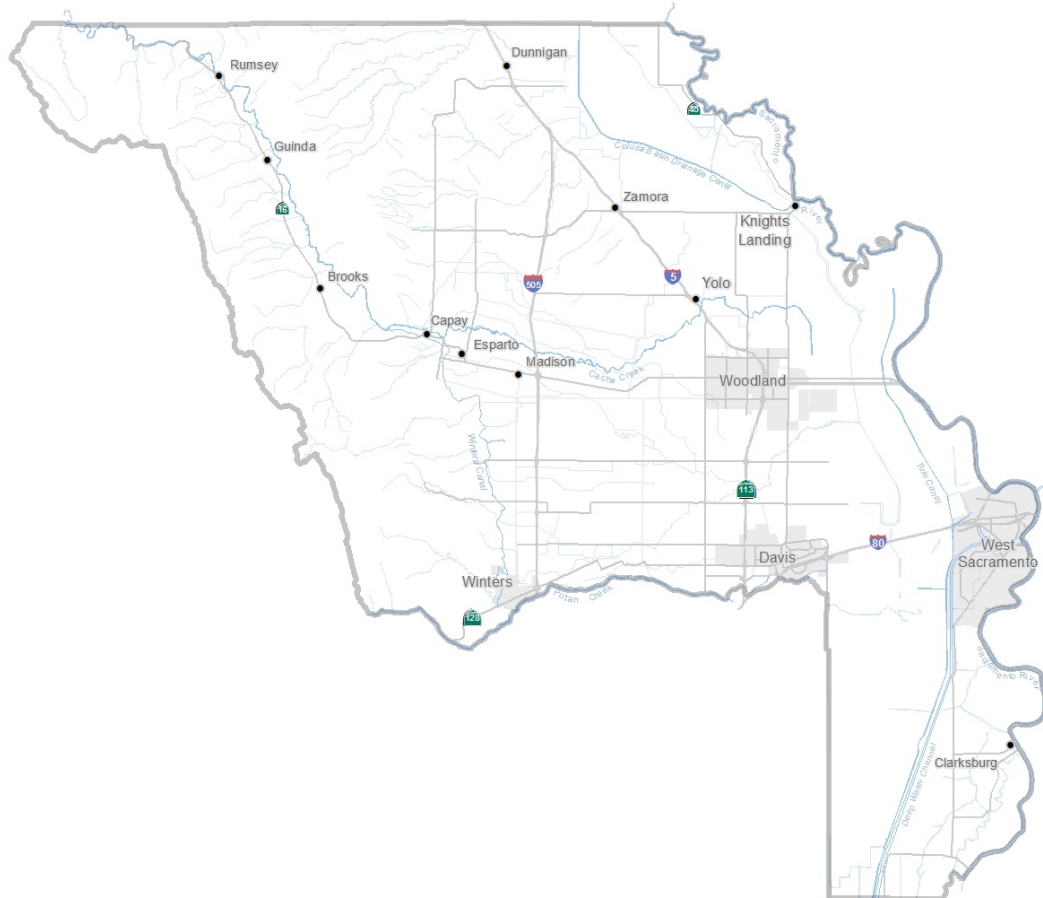 Dunnigan
Rumsey
45
Sacramento
Guinda
Colusa Basin Drainage Canal
Zamora
16
River
Knights
Landing
Brooks
505
5
Yolo
Capay
Esparto
Madison
Cache Creek
Woodland
Winters Canal
Tule Canal
113
80
Davis
West
Sacramento
Winters
Putah Creek
128
Sacramento River
Clarksburg
Deep Water Channel